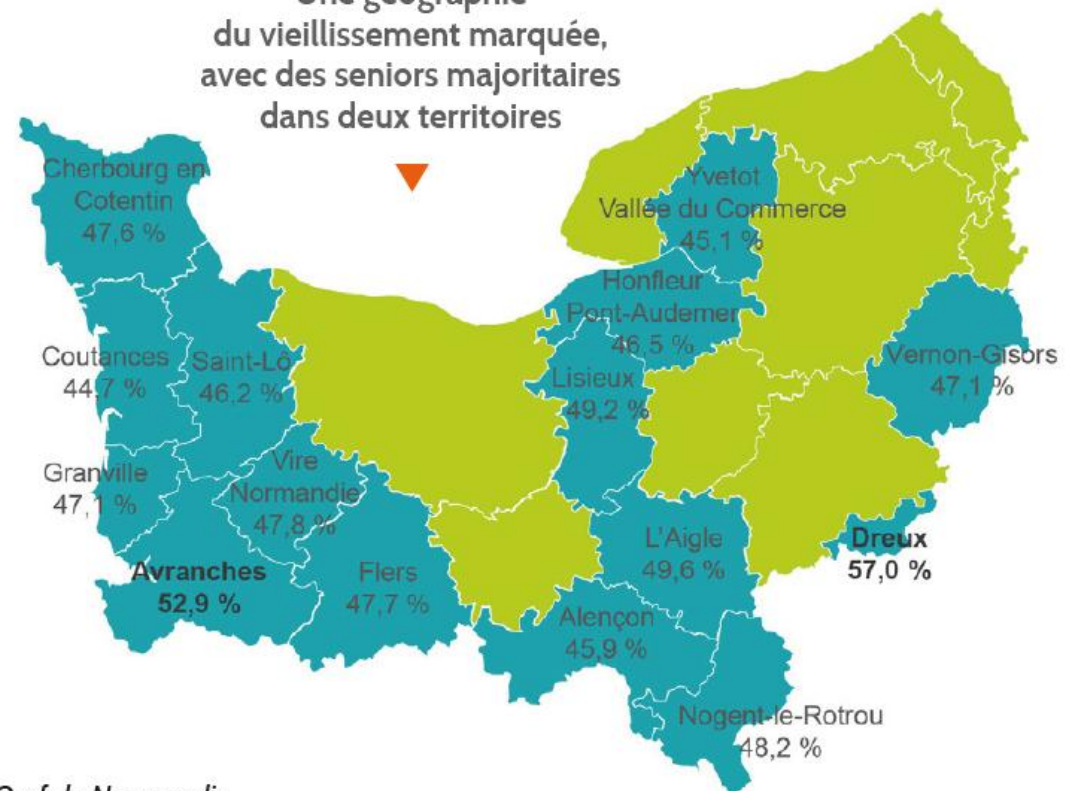 Une géographie
du vieillissement marquée,
avec des seniors majoritaires
dans deux territoires
Cherbourg en
Cotentin
47,6 %
Yvetot
Vallée du Commerce
45,1 %
Honfleur
Pont-Audemer
46,5 %
Coutances
44,7 %
Saint-Lô
46,2 %
Lisieux
49,2 %
Vernon-Gisors
47,1 %
Granville
47,1 %
Vire
Normandie
47,8 %
Avranches
52,9 %
Flers
47,7 %
L'Aigle
49,6 %
Dreux
57,0 %
Alençon
45,9 %
Nogent-le-Rotrou
48,2 %